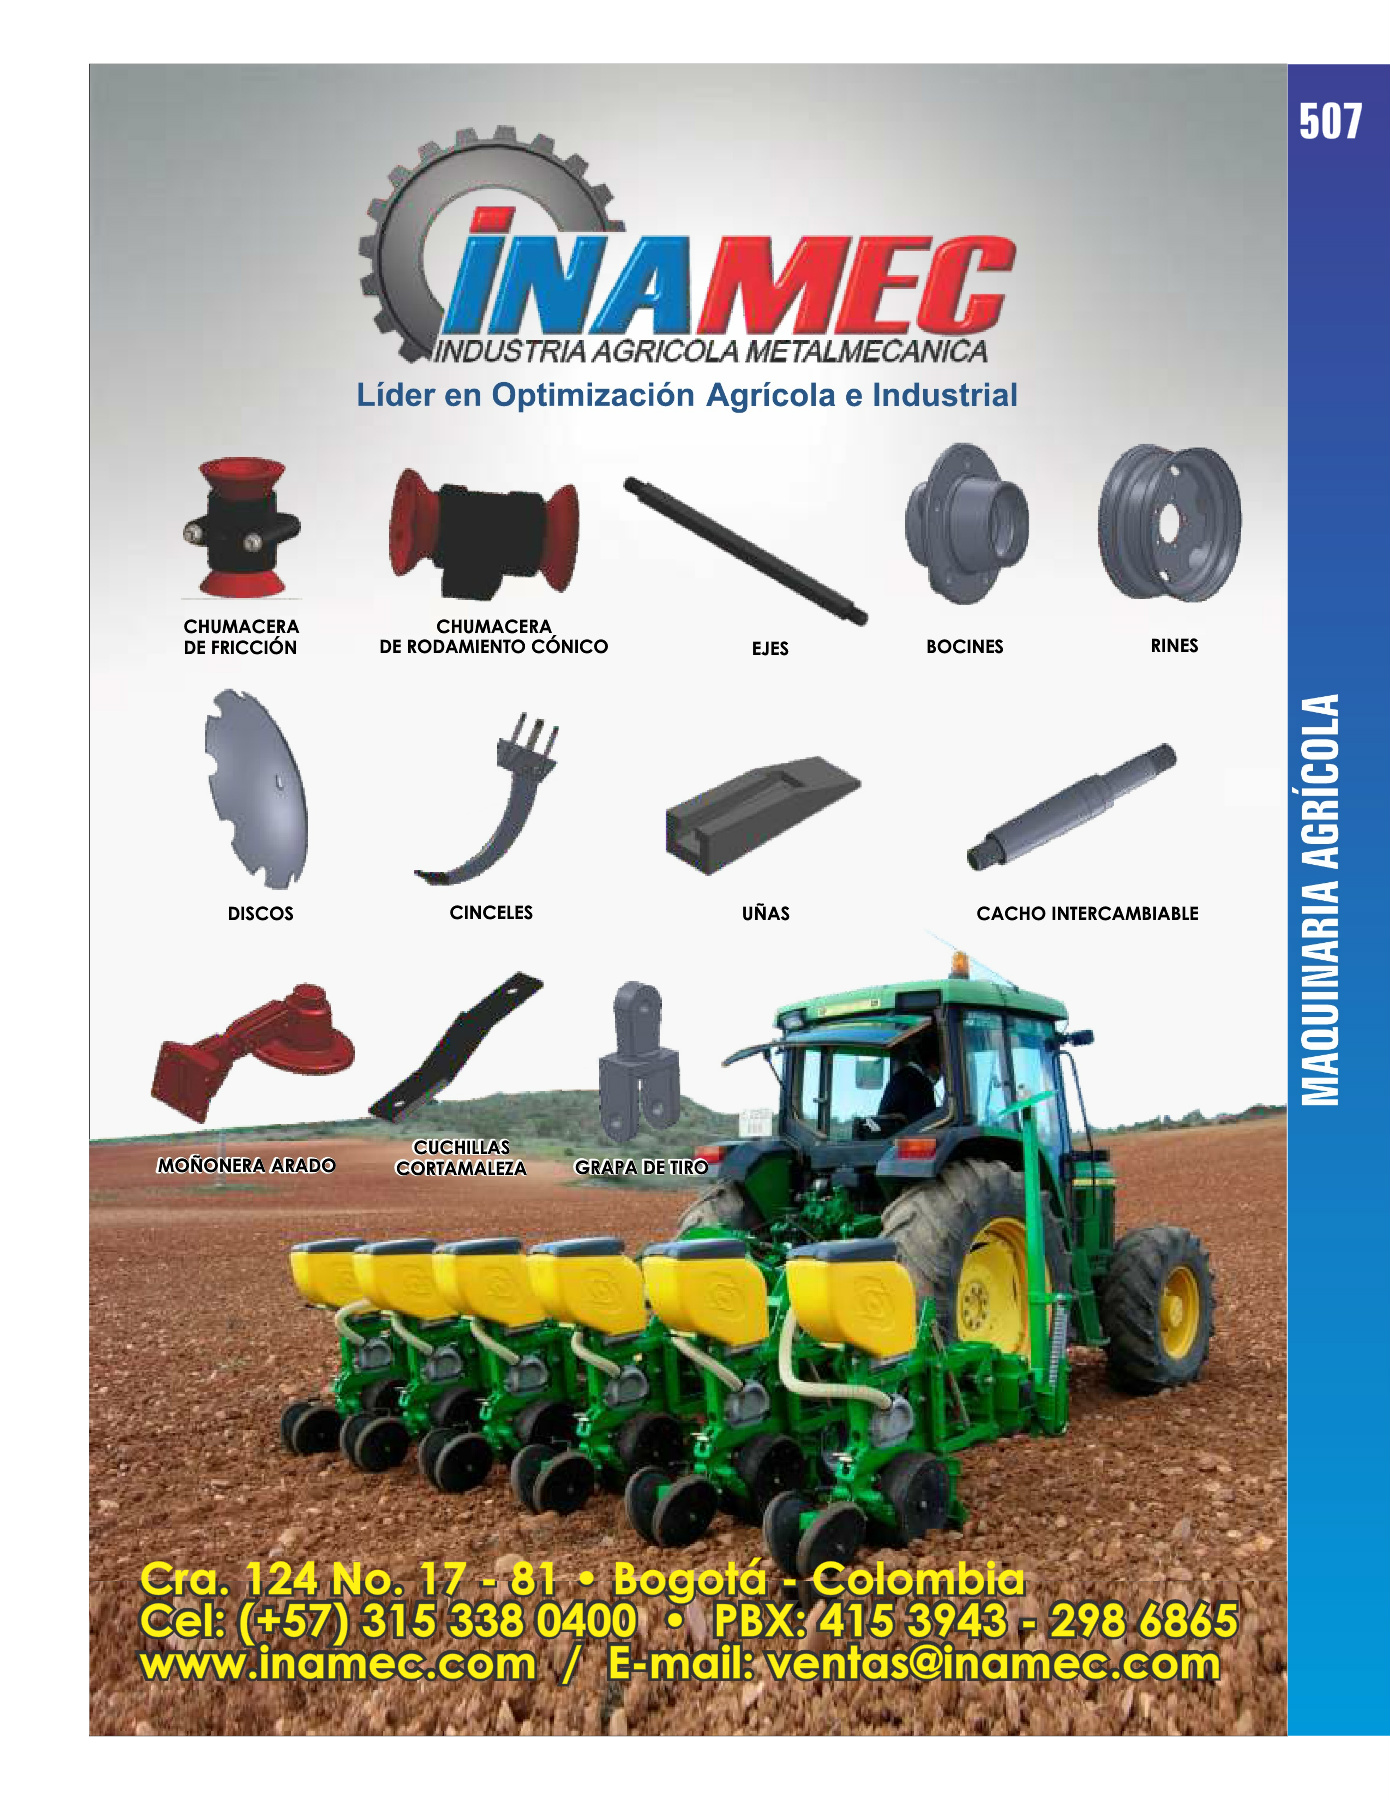 507
iNAMEC
INDUSTRIA AGRICOLA METALMECANICA
Líder en Optimización Agrícola e Industrial
CHUMACERA
DE FRICCIÓN
CHUMACERA
DE RODAMIENTO CÓNICO
EJES
BOCINES
RINES
DISCOS
CINCELES
UÑAS
CACHO INTERCAMBIABLE
MOÑONERA ARADO
CUCHILLAS
CORTAMALEZA
GRAPA DE TIRO
MAQUINARIA AGRÍCOLA
Cra. 124 No. 17 - 81 • Bogotá - Colombia
Cel: (+57) 315 338 0400 • PBX: 415 3943 - 298 6865
www.inamec.com / E-mail: ventas@inamec.com